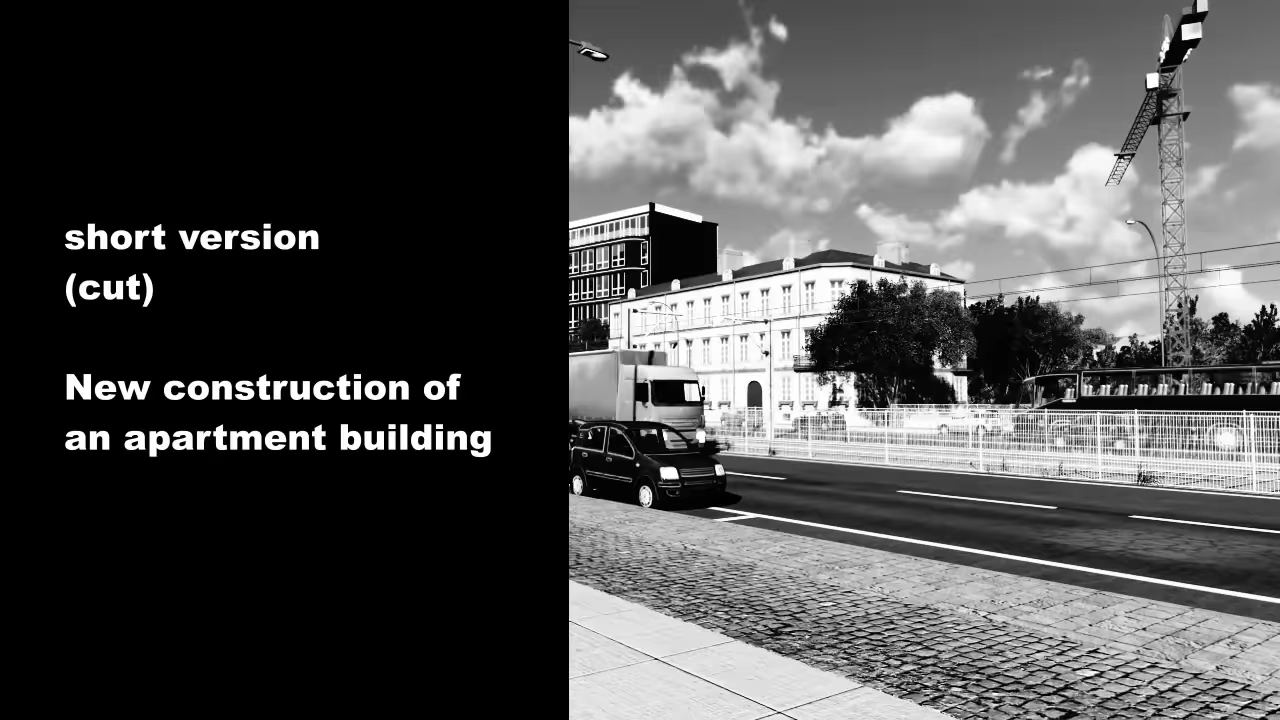 short version
(cut)
New construction of
an apartment building